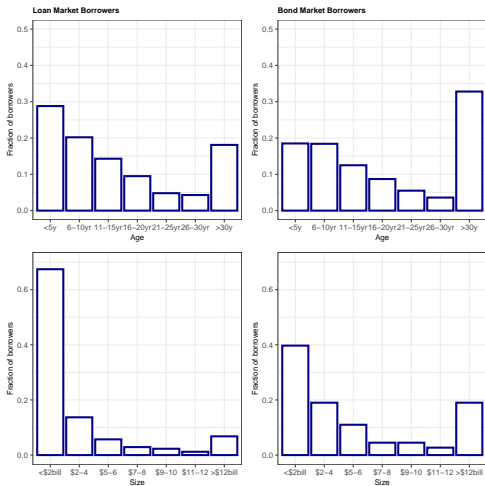 Loan Market Borrowers
Bond Market Borrowers
Fraction of borrowers
0.5
0.4
0.3
0.2
0.1
0.0
<5y 6–10yr 11–15yr 16–20yr 21–25yr 26–30yr >30y
Age
Fraction of borrowers
0.5
0.4
0.3
0.2
0.1
0.0
<5y 6–10yr 11–15yr 16–20yr 21–25yr 26–30yr >30y
Age
Fraction of borrowers
0.6
0.4
0.2
0.0
<$2bill $2–4 $5–6 $7–8 $9–10 $11–12 >$12bill
Size
Fraction of borrowers
0.6
0.4
0.2
0.0
<$2bill $2–4 $5–6 $7–8 $9–10 $11–12 >$12bill
Size